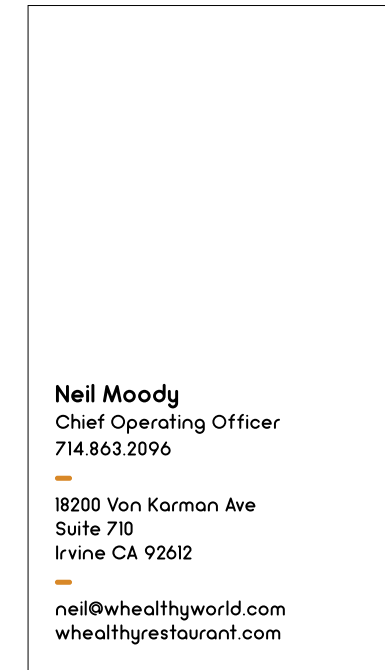 Neil Moody
Chief Operating Officer
714.863.2096
18200 Von Karman Ave
Suite 710
Irvine CA 92612
neil@whealthyworld.com
whealthyrestaurant.com